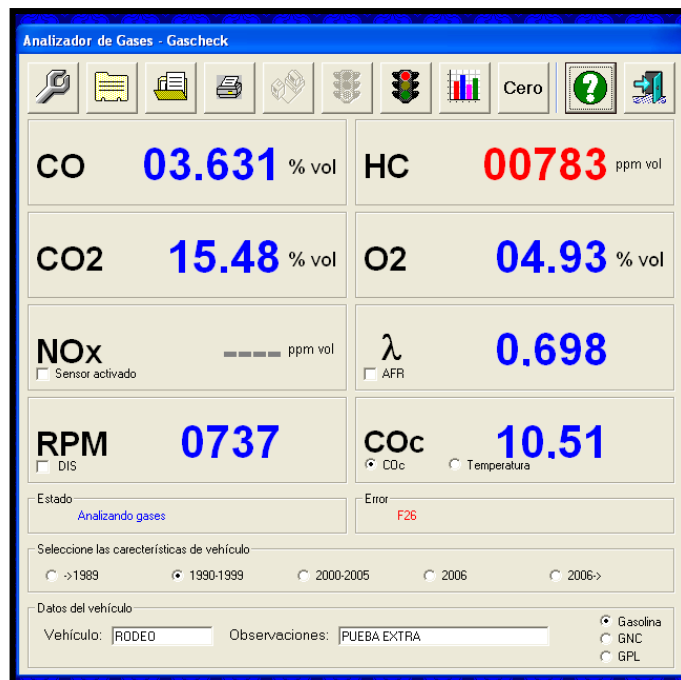 Analizador de Gases - Gascheck
Cero
CO 03.631 % vol
HC 00783 ppm vol
CO2 15.48 % vol
O2 04.93 % vol
NOx ---- ppm vol
Sensor activado
λ 0.698
AFR
RPM 0737
DIS
COc 10.51
COc Temperatura
Estado
Analizando gases
Error
F26
Seleccione las carecterísticas de vehículo
->1989 1990-1999 2000-2005 2006 2006->
Datos del vehículo
Vehículo: RODEO Observaciones: PUEBA EXTRA
Gasolina
GNC
GPL